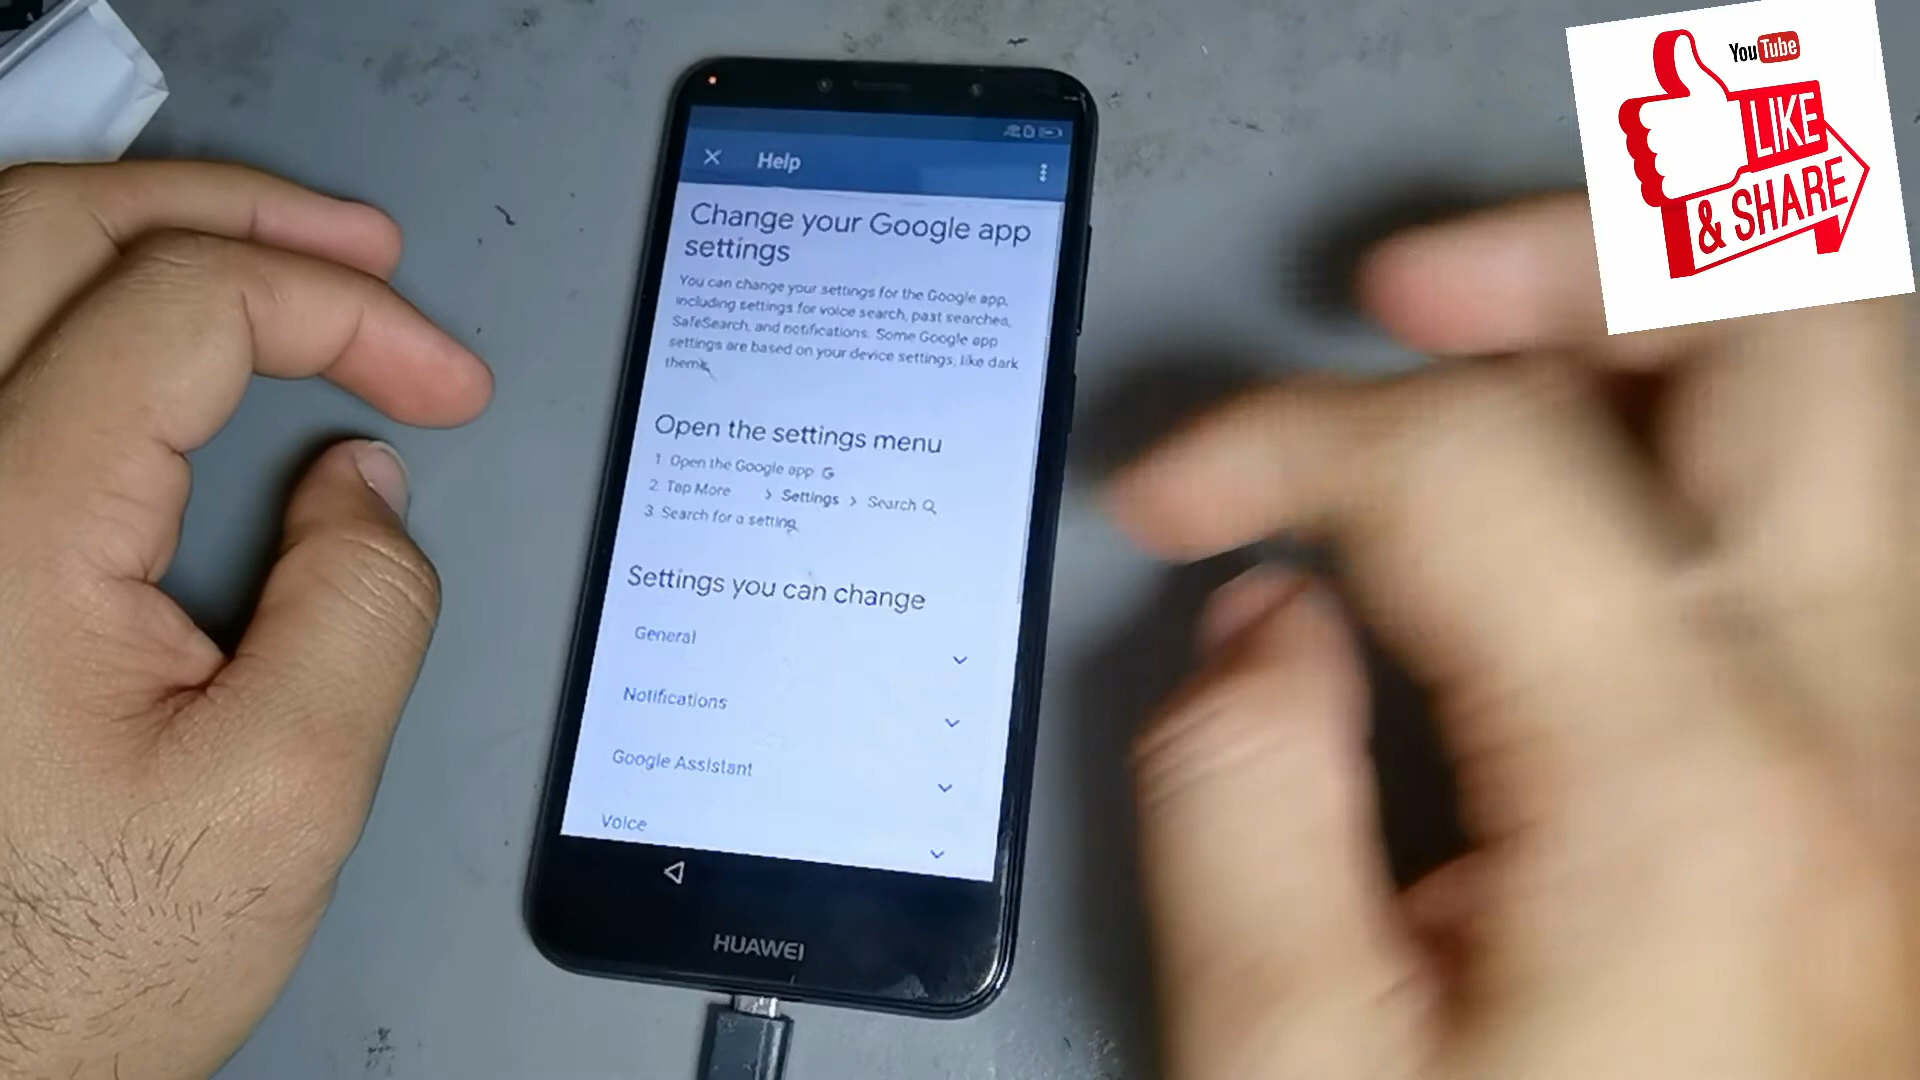 Help
Change your Google app
settings
You can change your settings for the Google app,
including settings for voice search, past searches,
SafeSearch, and notifications. Some Google app
settings are based on your device settings, like dark
theme.
Open the settings menu
1 Open the Google app G
2 Tap More > Settings > Search
3 Search for a setting
Settings you can change
General
Notifications
Google Assistant
Voice
HUAWEI
YouTube
LIKE
& SHARE